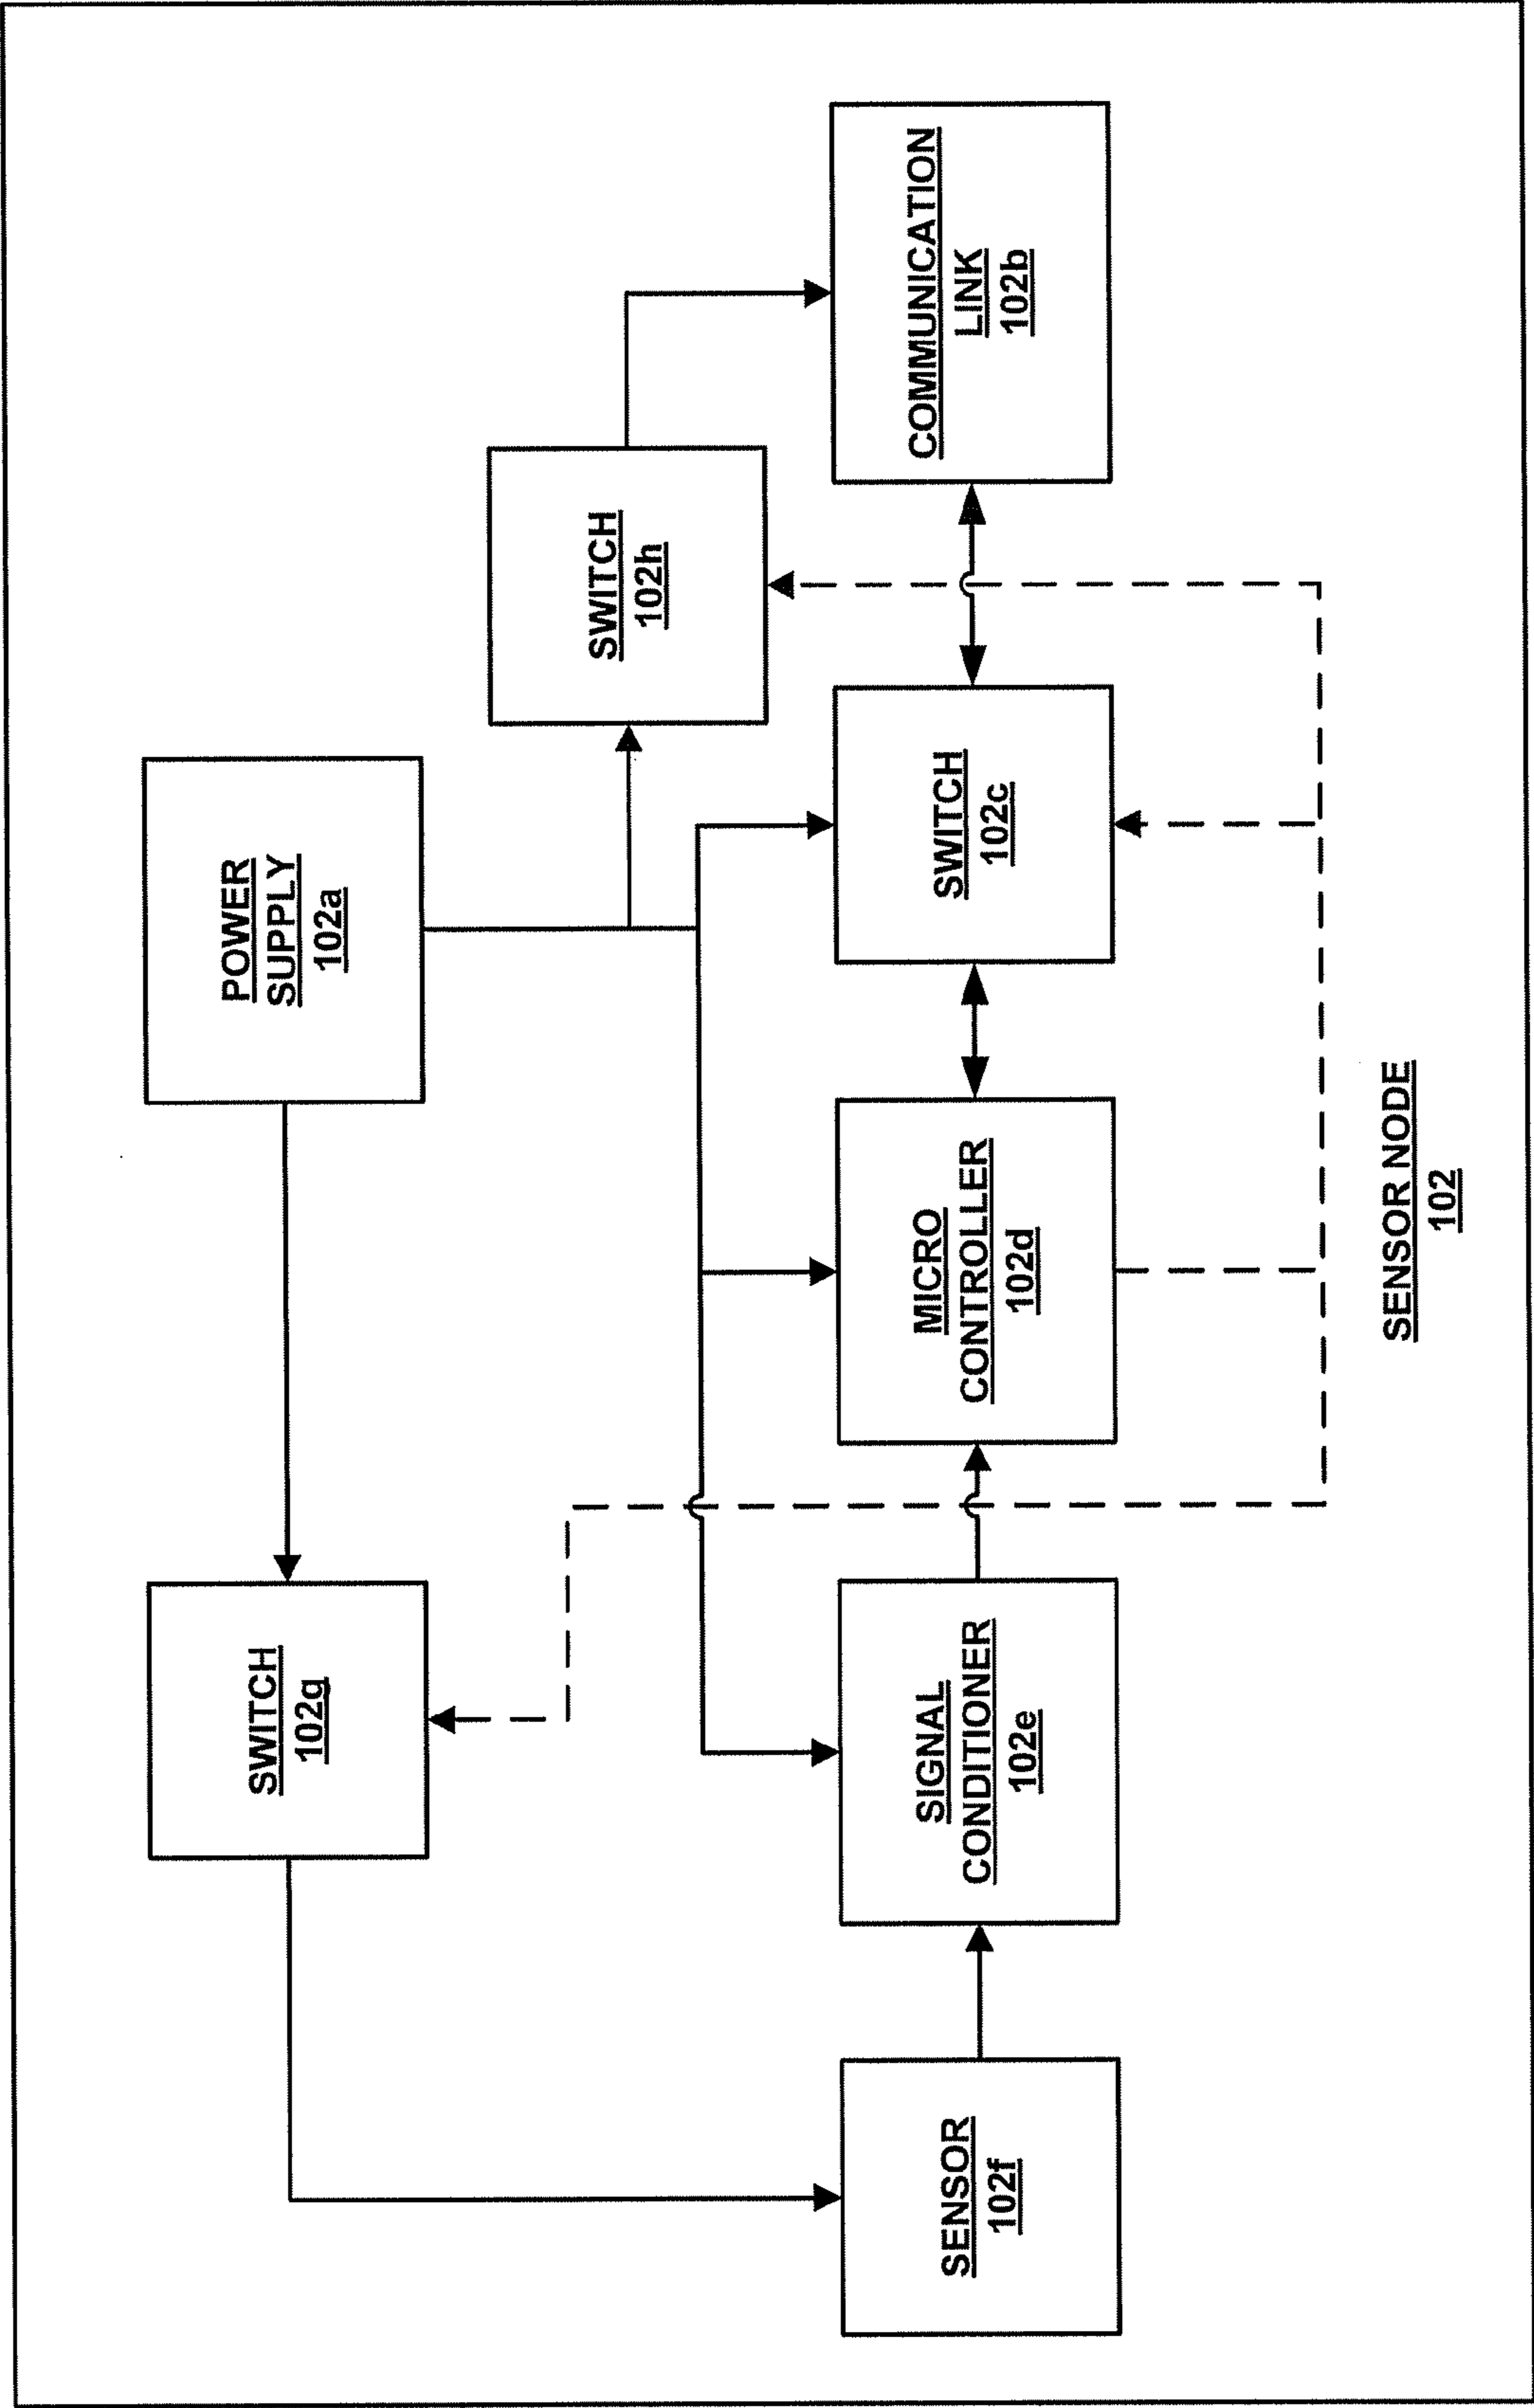 POWER
SUPPLY
102a
SWITCH
102g
SWITCH
102h
SENSOR
102f
SIGNAL
CONDITIONER
102e
MICRO
CONTROLLER
102d
SWITCH
102c
COMMUNICATION
LINK
102b
SENSOR NODE
102